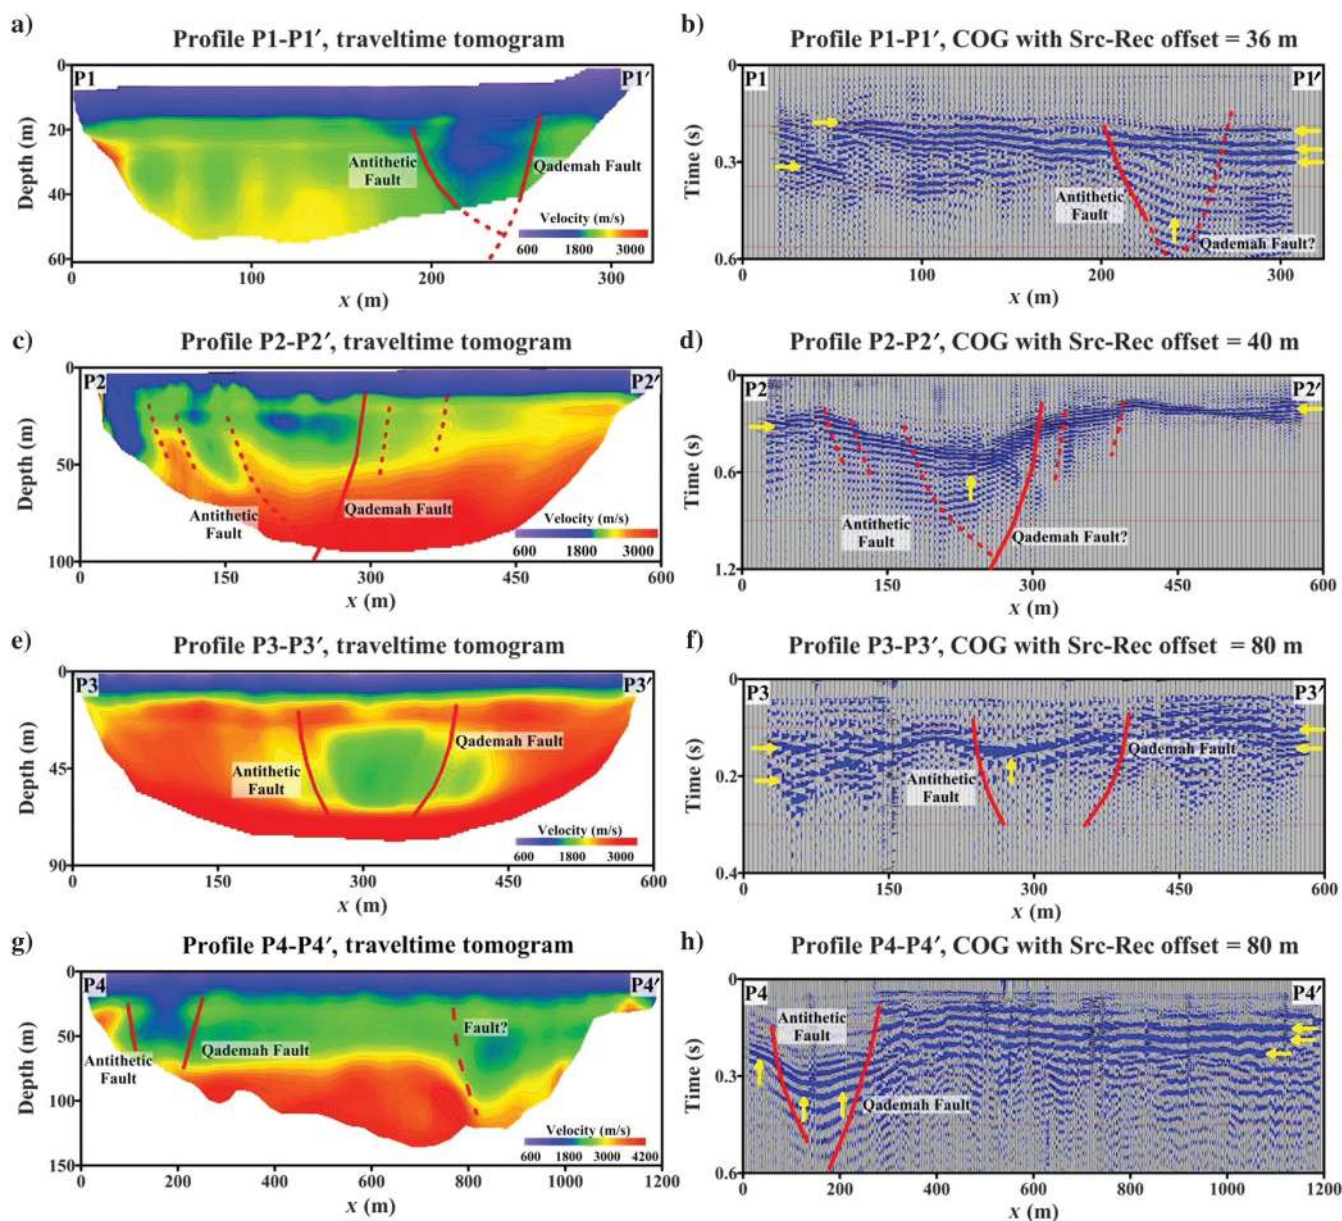 a)
Profile P1-P1′, traveltime tomogram
P1
P1′
0
20
40
60
Depth (m)
Antithetic
Fault
Qademah Fault
Velocity (m/s)
600 1800 3000
0 100 200 300
x (m)
b)
Profile P1-P1′, COG with Src-Rec offset = 36 m
P1
P1′
0
0.3
0.6
Time (s)
Antithetic
Fault
Qademah Fault?
0 100 200 300
x (m)
c)
Profile P2-P2′, traveltime tomogram
P2
P2′
0
50
100
Depth (m)
Antithetic
Fault
Qademah Fault
Velocity (m/s)
600 1800 3000
0 150 300 450 600
x (m)
d)
Profile P2-P2′, COG with Src-Rec offset = 40 m
P2
P2′
0
0.6
1.2
Time (s)
Antithetic
Fault
Qademah Fault?
0 150 300 450 600
x (m)
e)
Profile P3-P3′, traveltime tomogram
P3
P3′
0
45
90
Depth (m)
Antithetic
Fault
Qademah Fault
Velocity (m/s)
600 1800 3000
0 150 300 450 600
x (m)
f)
Profile P3-P3′, COG with Src-Rec offset = 80 m
P3
P3′
0
0.2
0.4
Time (s)
Antithetic
Fault
Qademah Fault
0 150 300 450 600
x (m)
g)
Profile P4-P4′, traveltime tomogram
P4
P4′
0
50
100
150
Depth (m)
Antithetic
Fault
Qademah Fault
Fault?
Velocity (m/s)
600 1800 3000 4200
0 200 400 600 800 1000 1200
x (m)
h)
Profile P4-P4′, COG with Src-Rec offset = 80 m
P4
P4′
0
0.3
0.6
Time (s)
Antithetic
Fault
Qademah Fault
0 200 400 600 800 1000 1200
x (m)